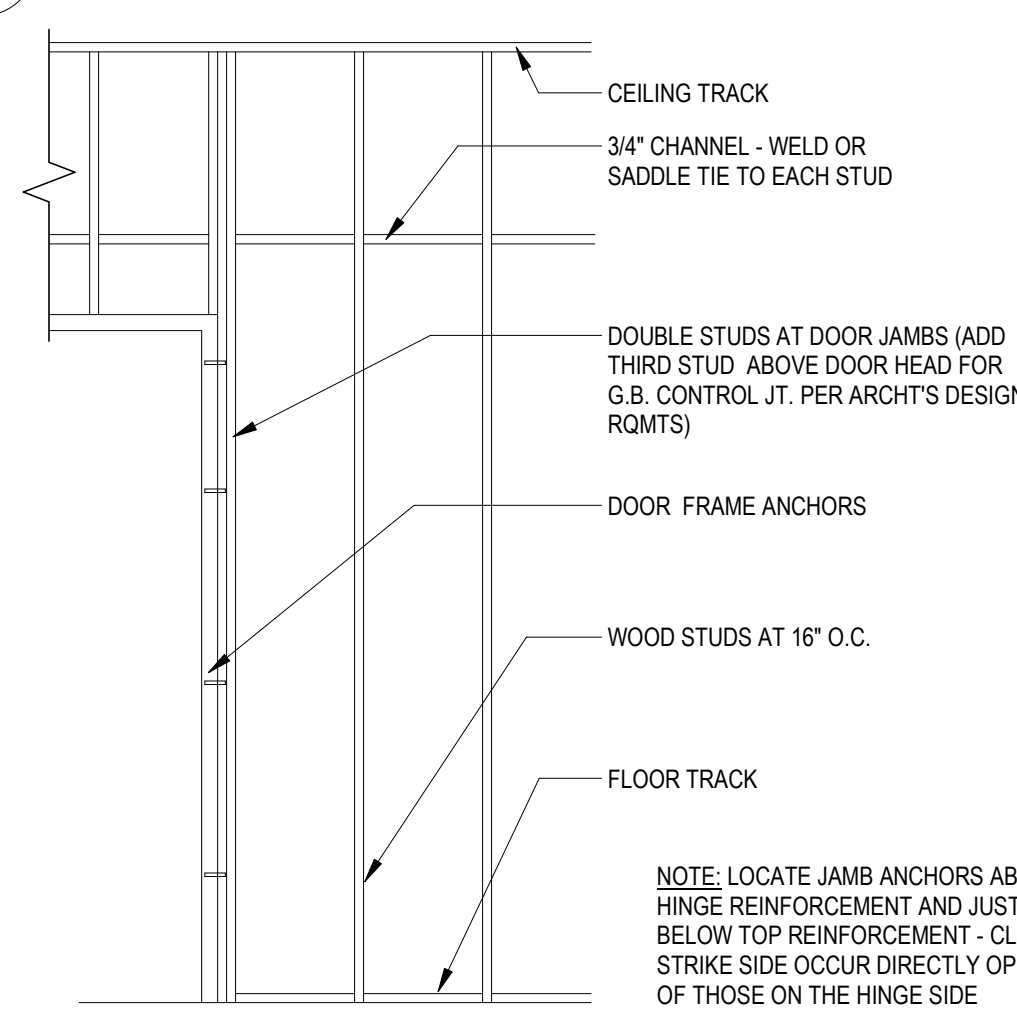 CEILING TRACK
3/4" CHANNEL - WELD OR
SADDLE TIE TO EACH STUD
DOUBLE STUDS AT DOOR JAMBS (ADD
THIRD STUD ABOVE DOOR HEAD FOR
G.B. CONTROL JT. PER ARCHT'S DESIGN
RQMTS)
DOOR FRAME ANCHORS
WOOD STUDS AT 16" O.C.
FLOOR TRACK
NOTE: LOCATE JAMB ANCHORS
HINGE REINFORCEMENT AND JUST
BELOW TOP REINFORCEMENT -
STRIKE SIDE OCCUR DIRECTLY
OF THOSE ON THE HINGE SIDE